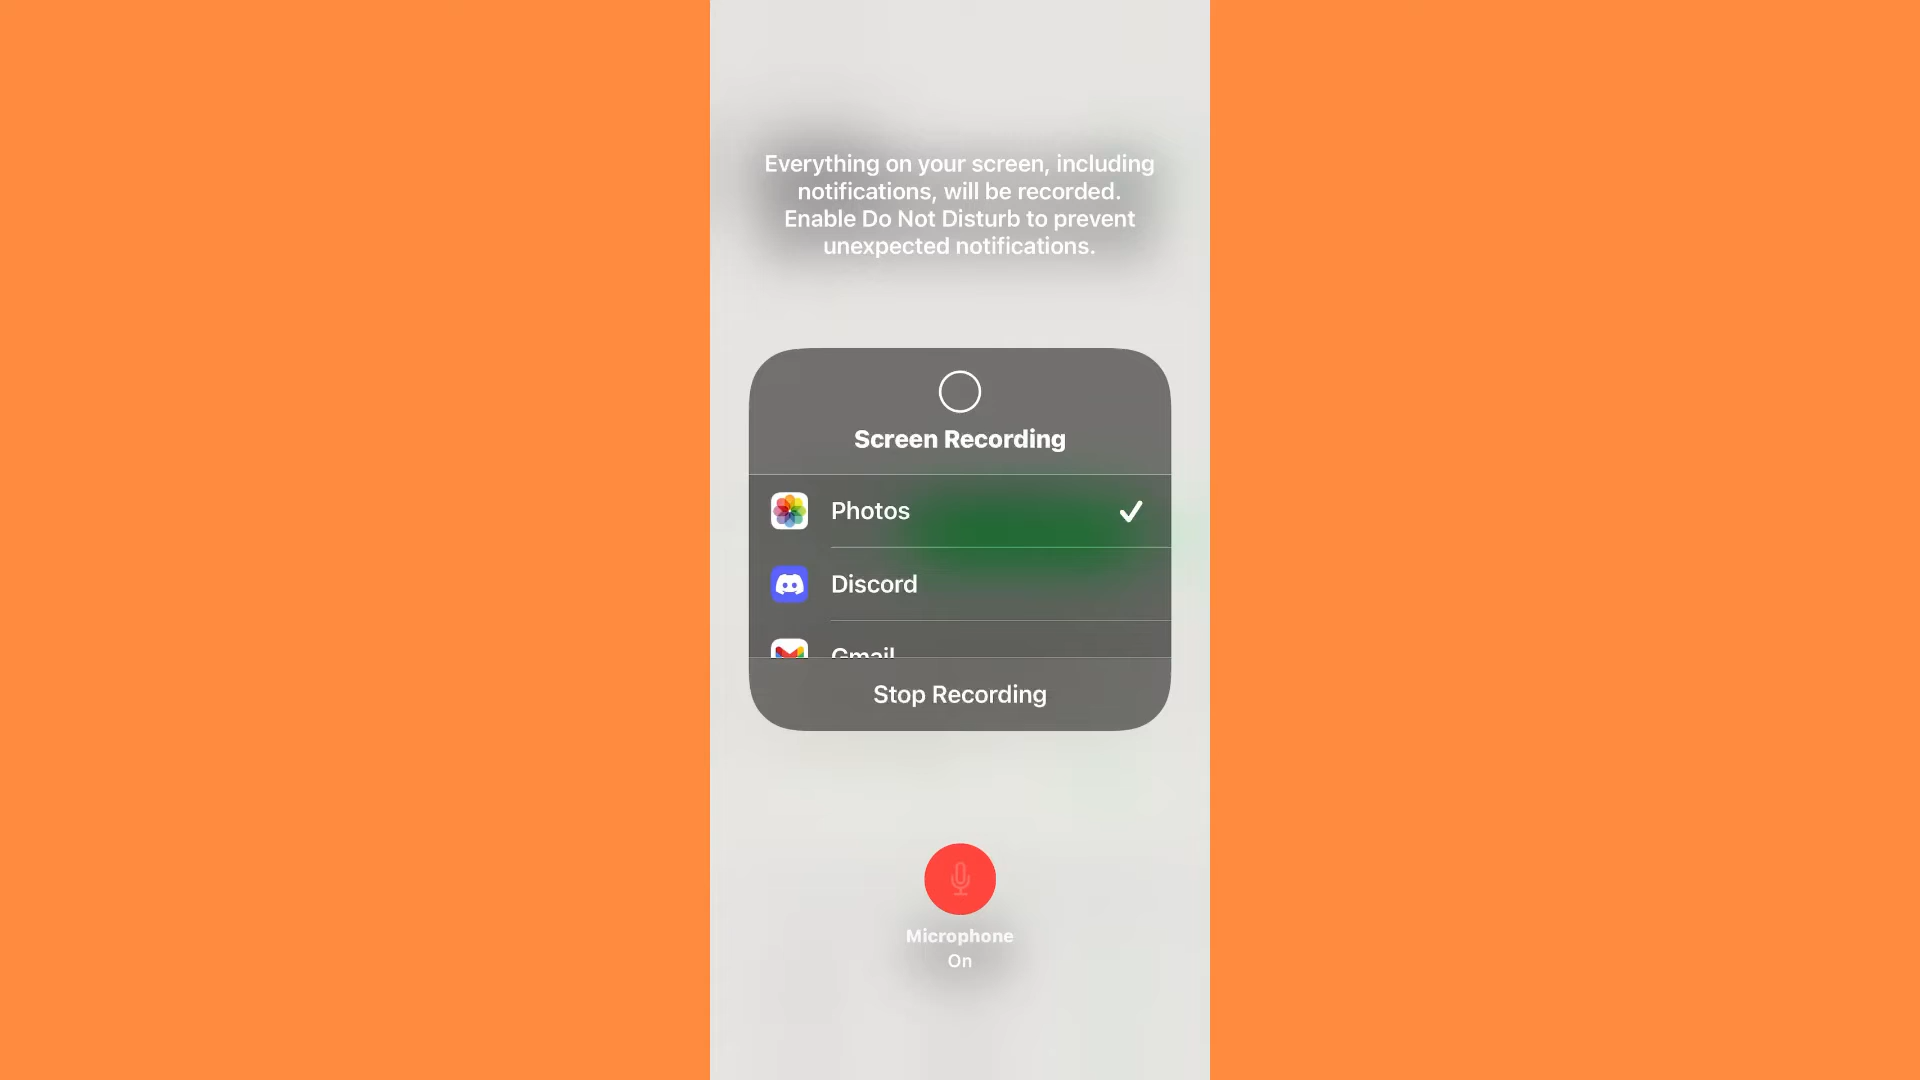 Everything on your screen, including
notifications, will be recorded.
Enable Do Not Disturb to prevent
unexpected notifications.
Screen Recording
Photos
Discord
Gmail
Stop Recording
Microphone
On